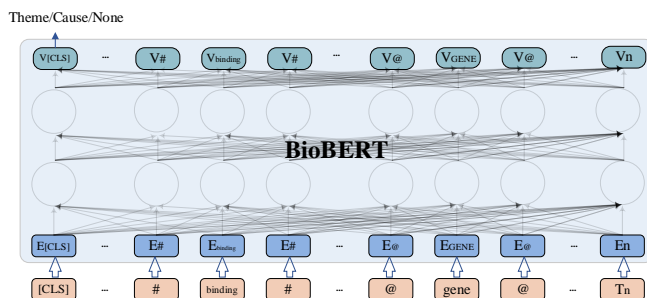 Theme/Cause/None
V[CLS] ... V# Vbinding V# ... V@ VGENE V@ ... Vn
BioBERT
E[CLS] ... E# Ebinding E# ... E@ EGENE E@ ... En
[CLS] ... # binding # ... @ gene @ ... Tn